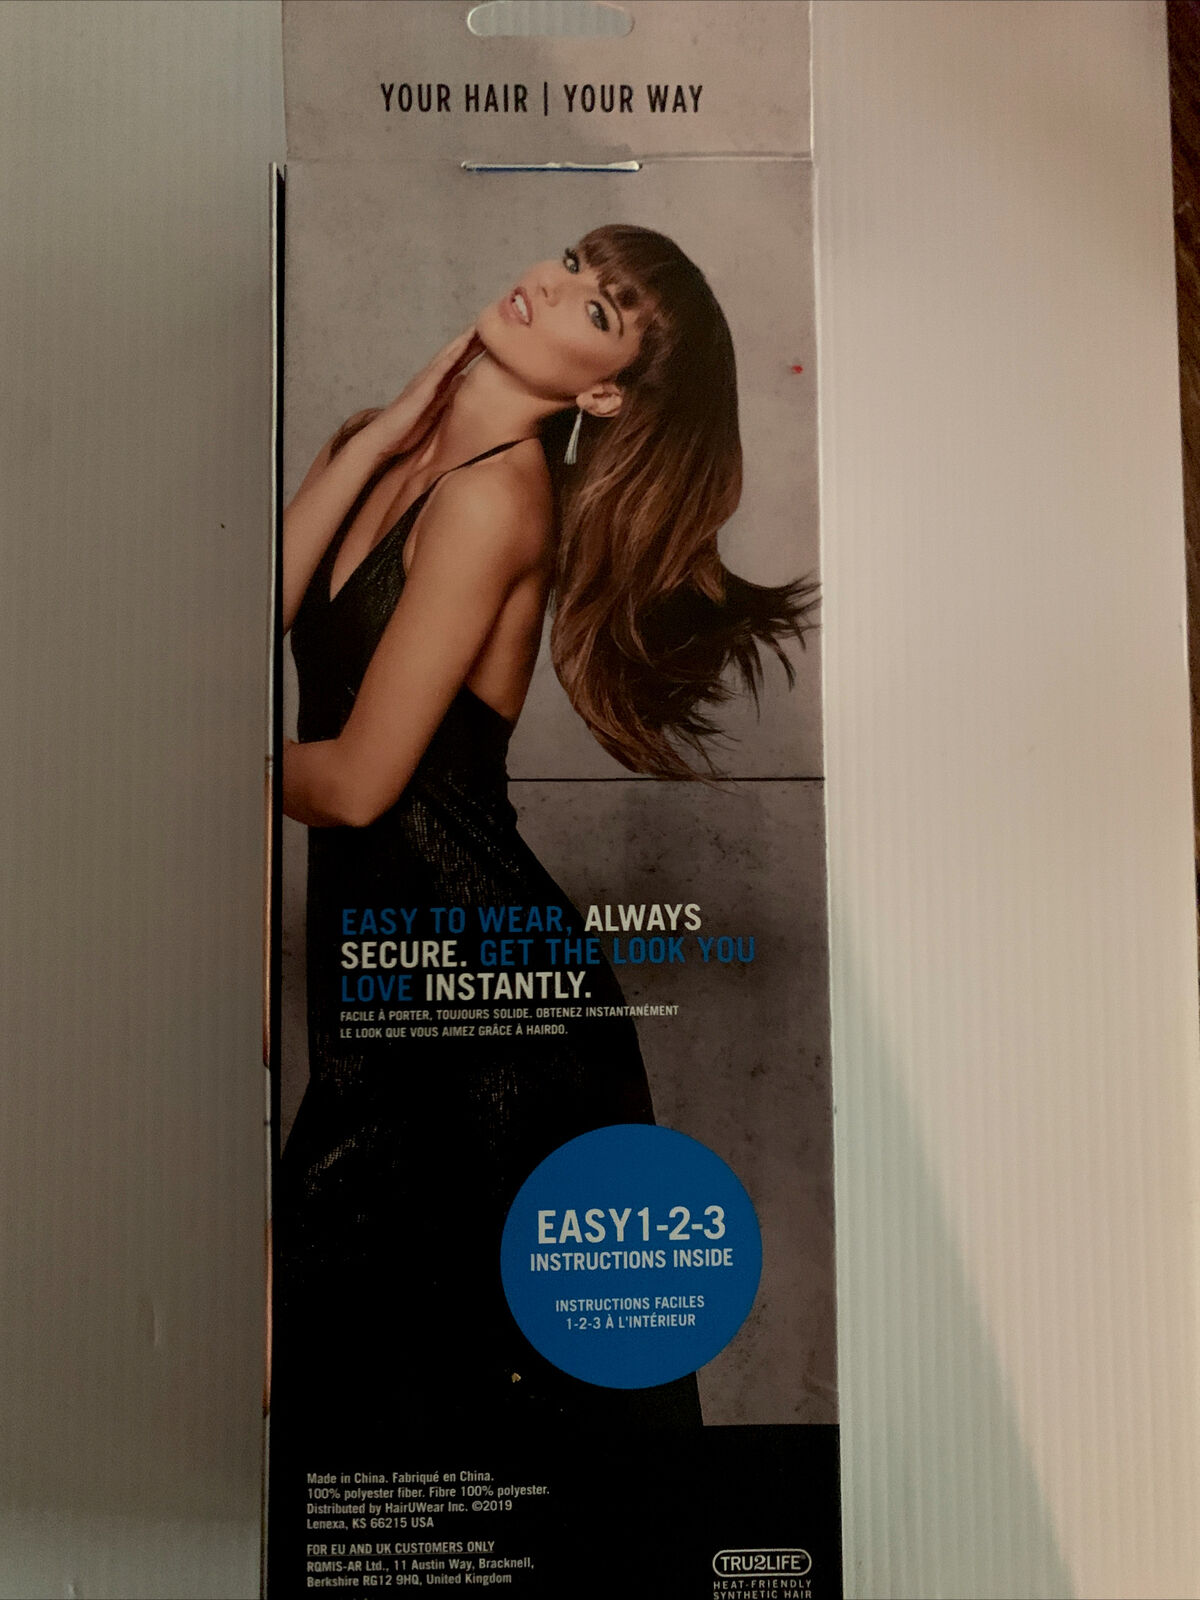 YOUR HAIR | YOUR WAY
EASY TO WEAR, ALWAYS
SECURE. GET THE LOOK YOU
LOVE INSTANTLY.
FACILE À PORTER, TOUJOURS SOLIDE. OBTENEZ INSTANTANÉMENT
LE LOOK QUE VOUS AIMEZ GRÂCE À HAIRDO.
EASY 1-2-3
INSTRUCTIONS INSIDE
INSTRUCTIONS FACILES
1-2-3 À L'INTÉRIEUR
Made in China. Fabriqué en China.
100% polyester fiber. Fibre 100% polyester.
Distributed by HairUWear Inc. ©2019
Lenexa, KS 66215 USA
FOR EU AND UK CUSTOMERS ONLY
RQMIS-AR Ltd., 11 Austin Way, Bracknell,
Berkshire RG12 9HQ, United Kingdom
TRU2LIFE®
HEAT-FRIENDLY
SYNTHETIC HAIR